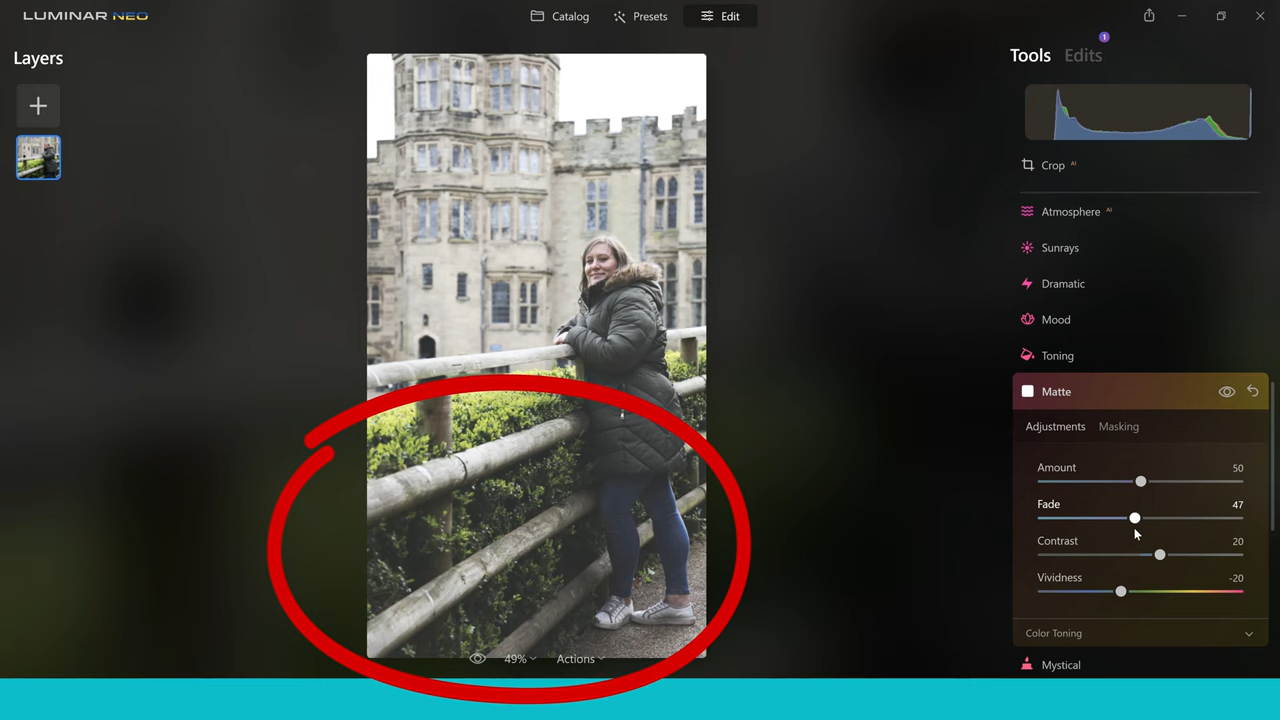 LUMINAR NEO
Catalog
Presets
Edit
Layers
Tools
Edits
1
Crop AI
Atmosphere AI
Sunrays
Dramatic
Mood
Toning
Matte
Adjustments
Masking
Amount 50
Fade 47
Contrast 20
Vividness -20
Color Toning
Mystical
49%
Actions